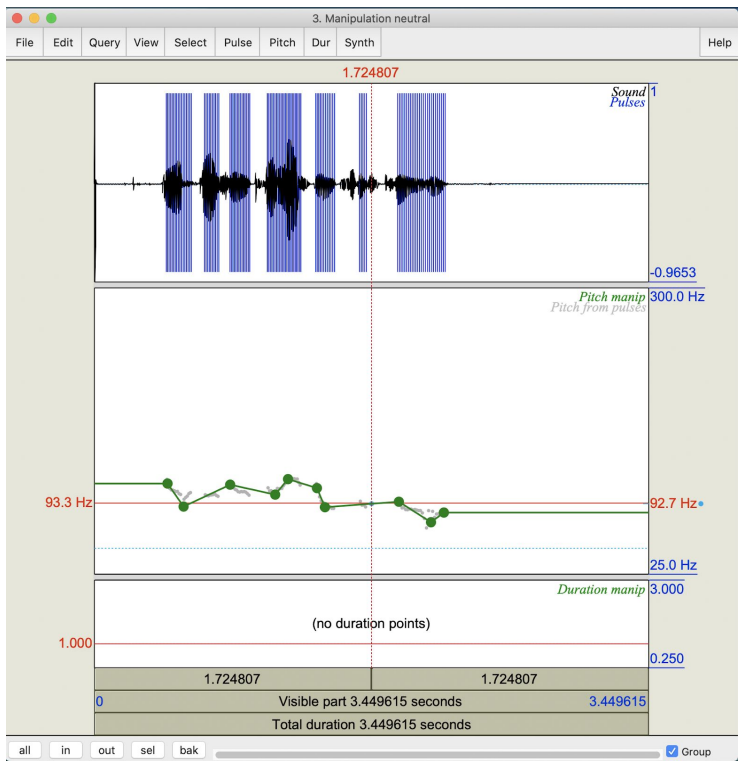 3. Manipulation neutral
File Edit Query View Select Pulse Pitch Dur Synth Help
1.724807
Sound 1
Pulses
-0.9653
Pitch manip 300.0 Hz
Pitch from pulses
93.3 Hz 92.7 Hz
25.0 Hz
Duration manip 3.000
(no duration points)
1.000
0.250
1.724807 1.724807
0 Visible part 3.449615 seconds 3.449615
Total duration 3.449615 seconds
all in out sel bak Group